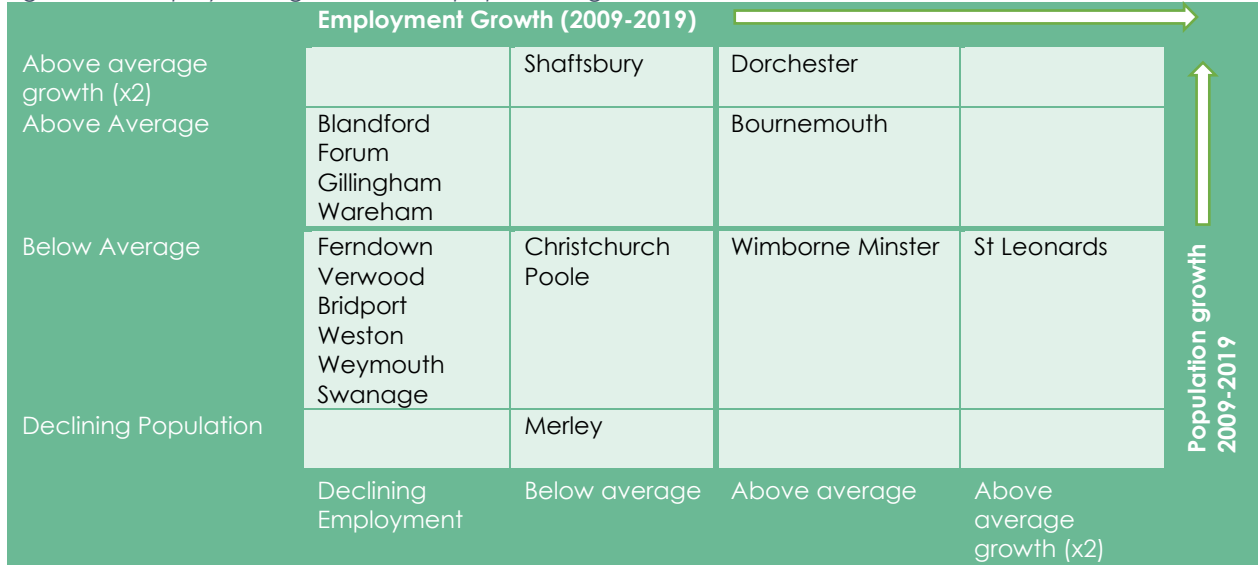 Employment Growth (2009-2019)
Above average
growth (x2)
Shaftsbury
Dorchester
Above Average
Blandford
Forum
Gillingham
Wareham
Bournemouth
Below Average
Ferndown
Verwood
Bridport
Weston
Weymouth
Swanage
Christchurch
Poole
Wimborne Minster
St Leonards
Declining Population
Merley
Declining
Employment
Below average
Above average
Above
average
growth (x2)
Population growth
2009-2019